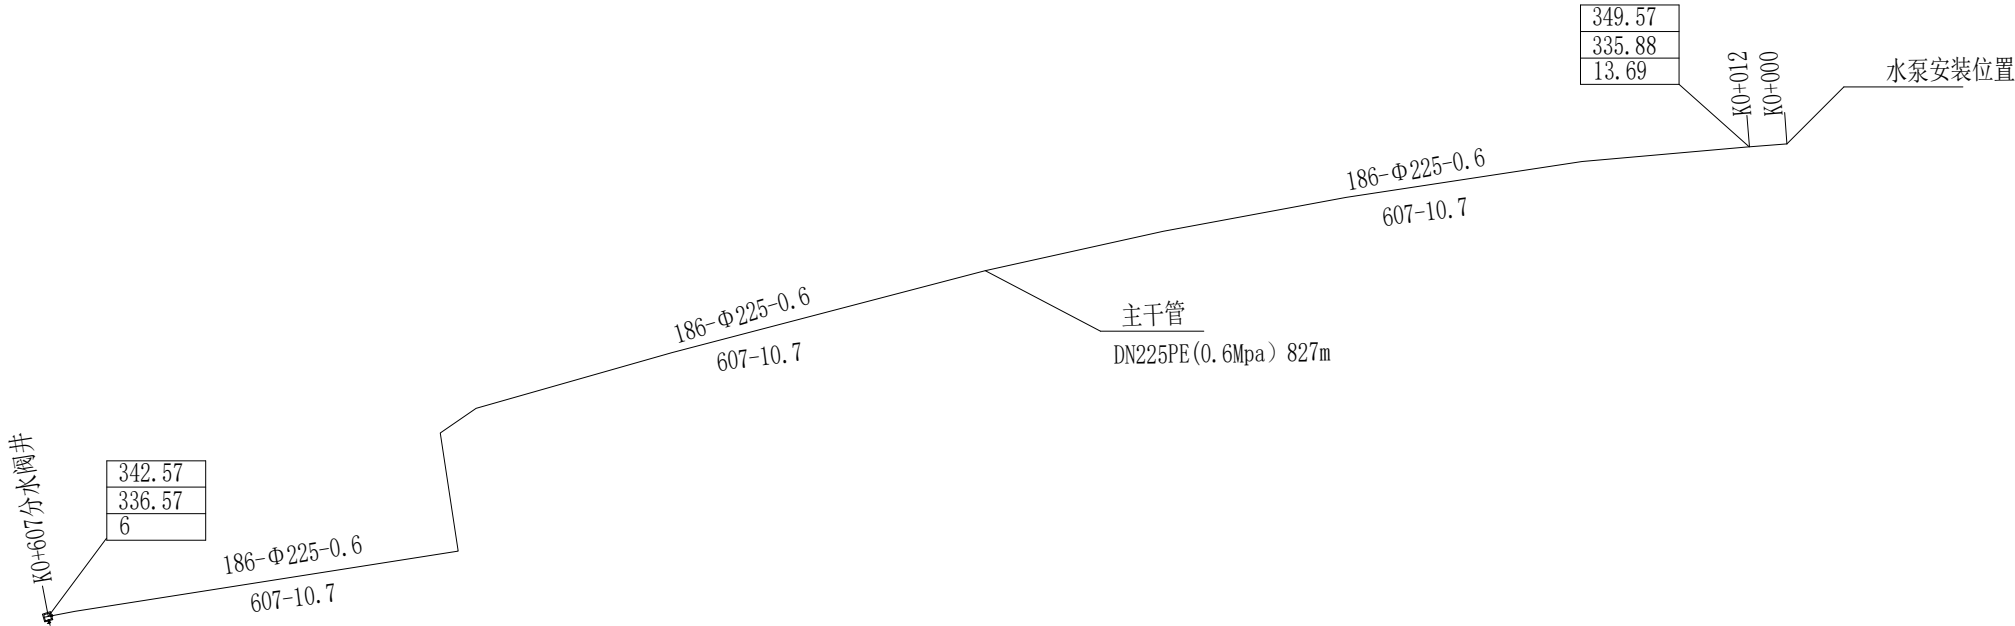 349.57
335.88
13.69
K0+012
K0+000
水泵安装位置
186-Φ225-0.6
607-10.7
186-Φ225-0.6
607-10.7
主干管
DN225PE(0.6Mpa) 827m
K0+607分水阀井
342.57
336.57
6
186-Φ225-0.6
607-10.7